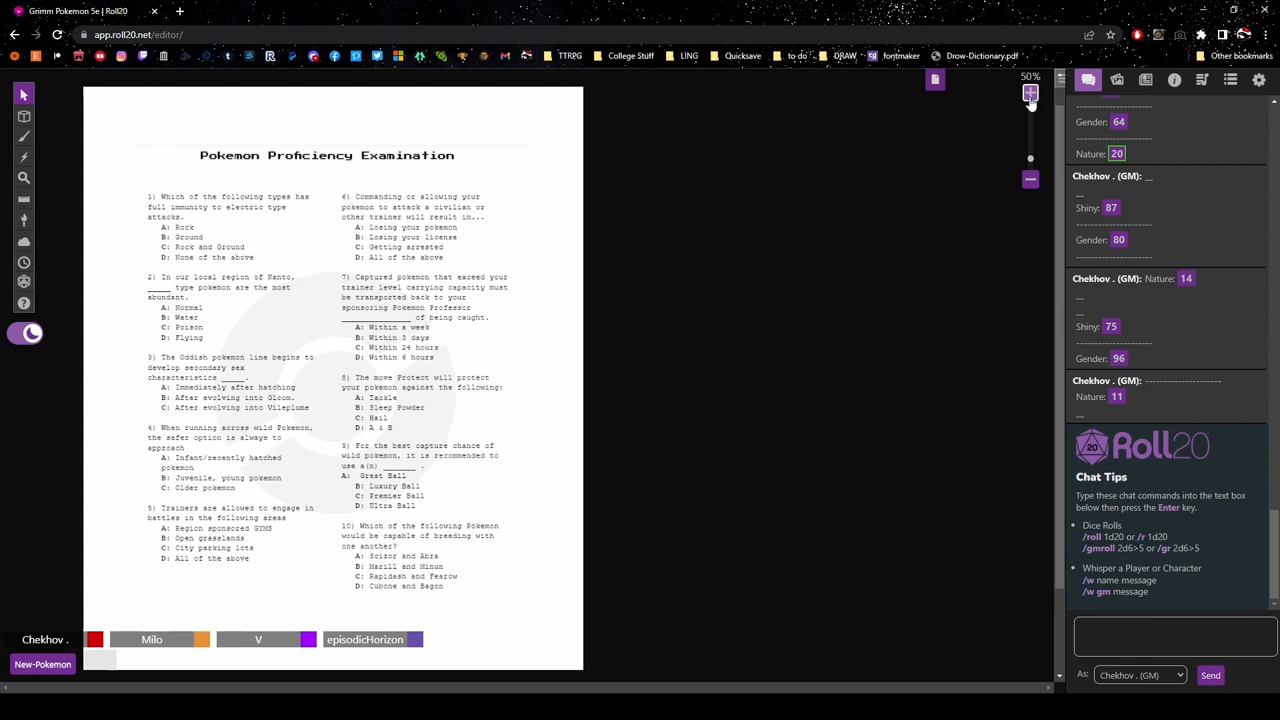 Grimm Pokemon 5e | Roll20
app.roll20.net/editor/
TTRPG
College Stuff
LING
Quicksave
to do
DRAW
fontmaker
Drow-Dictionary.pdf
Other bookmarks
50%
Pokemon Proficiency Examination
1) Which of the following types has
full immunity to electric type
attacks.
A: Rock
B: Ground
C: Rock and Ground
D: None of the above
2) In our local region of Kanto,
_____ type pokemon are the most
abundant.
A: Normal
B: Water
C: Poison
D: Flying
3) The Oddish pokemon line begins to
develop secondary sex
characteristics _____.
A: Immediately after hatching
B: After evolving into Gloom.
C: After evolving into Vileplume
4) When running across wild Pokemon,
the safer option is always to
approach
A: Infant/recently hatched
pokemon
B: Juvenile, young pokemon
C: Older pokemon
5) Trainers are allowed to engage in
battles in the following areas
A: Region sponsored GYMS
B: Open grasslands
C: City parking lots
D: All of the above
6) Commanding or allowing your
pokemon to attack a civilian or
other trainer will result in...
A: Losing your pokemon
B: Losing your license
C: Getting arrested
D: All of the above
7) Captured pokemon that exceed your
trainer level carrying capacity must
be transported back to your
sponsoring Pokemon Professor
_______________ of being caught.
A: Within a week
B: Within 3 days
C: Within 24 hours
D: Within 6 hours
8) The move Protect will protect
your pokemon against the following:
A: Tackle
B: Sleep Powder
C: Hail
D: A & B
9) For the best capture chance of
wild pokemon, it is recommended to
use a(n) _______ .
A: Great Ball
B: Luxury Ball
C: Premier Ball
D: Ultra Ball
10) Which of the following Pokemon
would be capable of breeding with
one another?
A: Scizor and Abra
B: Marill and Minun
C: Rapidash and Fearow
D: Cubone and Bagon
Chekhov .
Milo
V
episodicHorizon
New-Pokemon
--------------------
Gender: 64
--------------------
Nature: 20
Chekhov . (GM): __
__
Shiny: 87
--------------------
Gender: 80
--------------------
Chekhov . (GM): Nature: 14
__
__
Shiny: 75
--------------------
Gender: 96
Chekhov . (GM): --------------------
Nature: 11
__
20 Roll20
Chat Tips
Type these chat commands into the text box
below then press the Enter key.
• Dice Rolls
/roll 1d20 or /r 1d20
/gmroll 2d6>5 or /gr 2d6>5
• Whisper a Player or Character
/w name message
/w gm message
As:
Chekhov . (GM)
Send